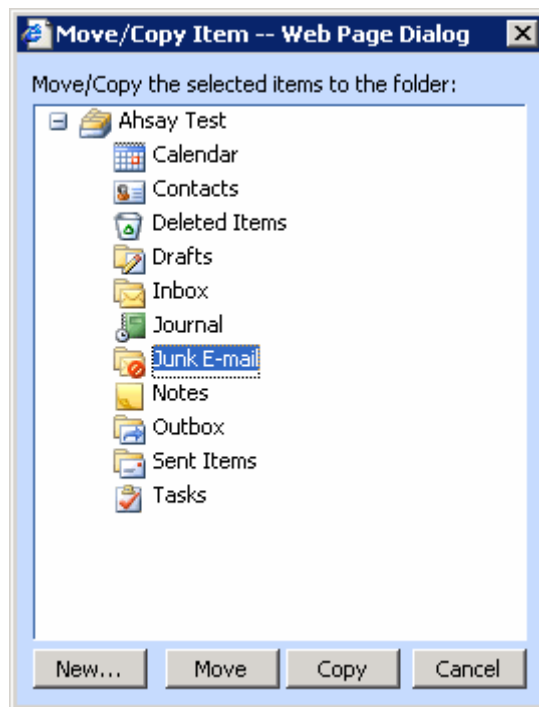 Move/Copy Item -- Web Page Dialog
Move/Copy the selected items to the folder:
Ahsay Test
Calendar
Contacts
Deleted Items
Drafts
Inbox
Journal
Junk E-mail
Notes
Outbox
Sent Items
Tasks
New... Move Copy Cancel